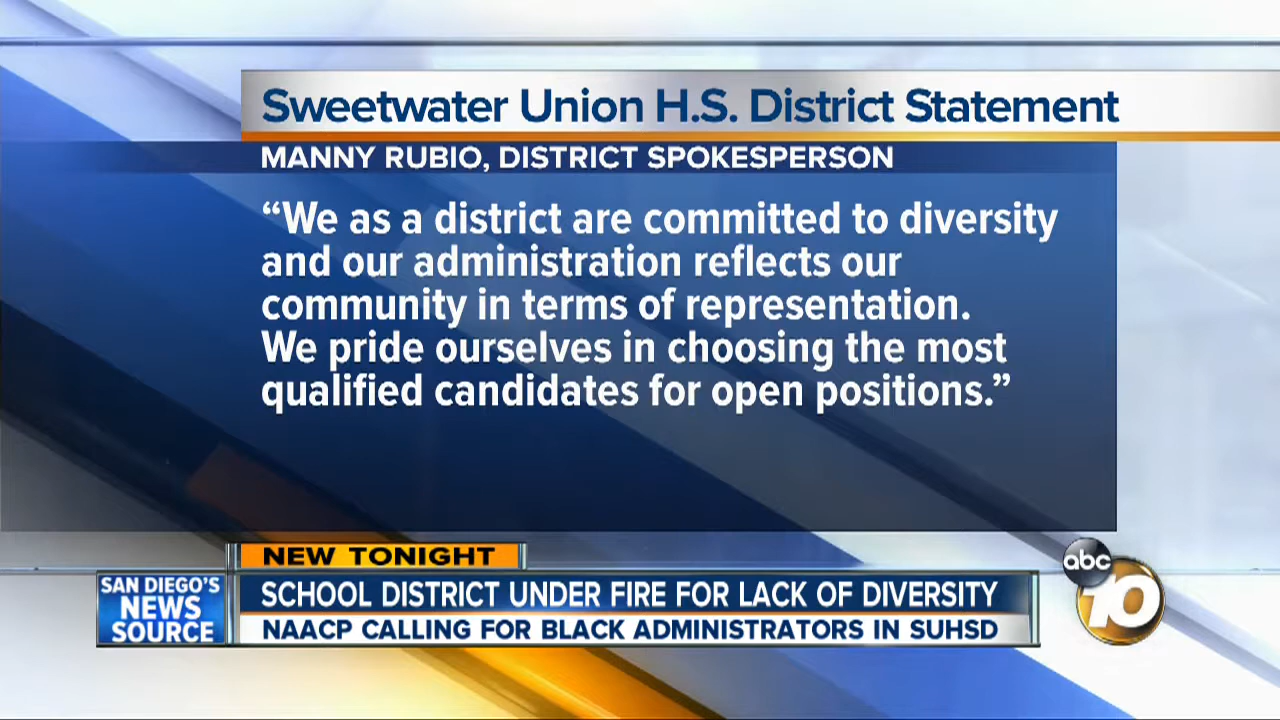 Sweetwater Union H.S. District Statement
MANNY RUBIO, DISTRICT SPOKESPERSON
“We as a district are committed to diversity
and our administration reflects our
community in terms of representation.
We pride ourselves in choosing the most
qualified candidates for open positions.”
NEW TONIGHT
SAN DIEGO'S
NEWS
SOURCE
SCHOOL DISTRICT UNDER FIRE FOR LACK OF DIVERSITY
NAACP CALLING FOR BLACK ADMINISTRATORS IN SUHSD
abc
10